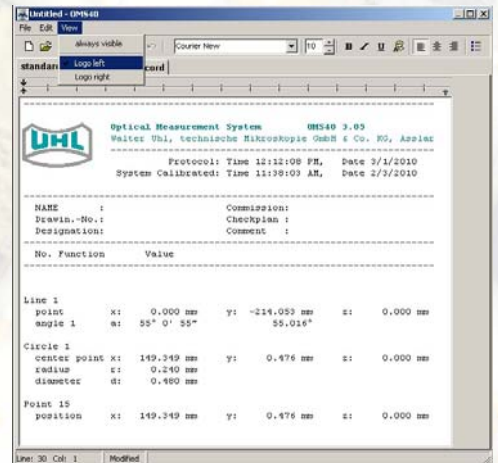 Untitled - OMS40
File Edit View
always visible
Logo left
Logo right
Courier New 10 B U
standar cord
UHL
Optical Measurement System OMS40 3.05
Walter Uhl, technische Mikroskopie GmbH & Co. KG, Asslar
Protocol: Time 12:12:08 PM, Date 3/1/2010
System Calibrated: Time 11:38:03 AM, Date 2/3/2010
NAME : Commission:
Drawin.-No.: Checkplan :
Designation: Comment :
No. Function Value
Line 1
point x: 0.000 mm y: -214.053 mm z: 0.000 mm
angle 1 a: 55° 0' 55" 55.016°
Circle 1
center point x: 149.349 mm y: 0.476 mm z: 0.000 mm
radius r: 0.240 mm
diameter d: 0.480 mm
Point 15
position x: 149.349 mm y: 0.476 mm z: 0.000 mm
Line: 30 Col: 1 Modified